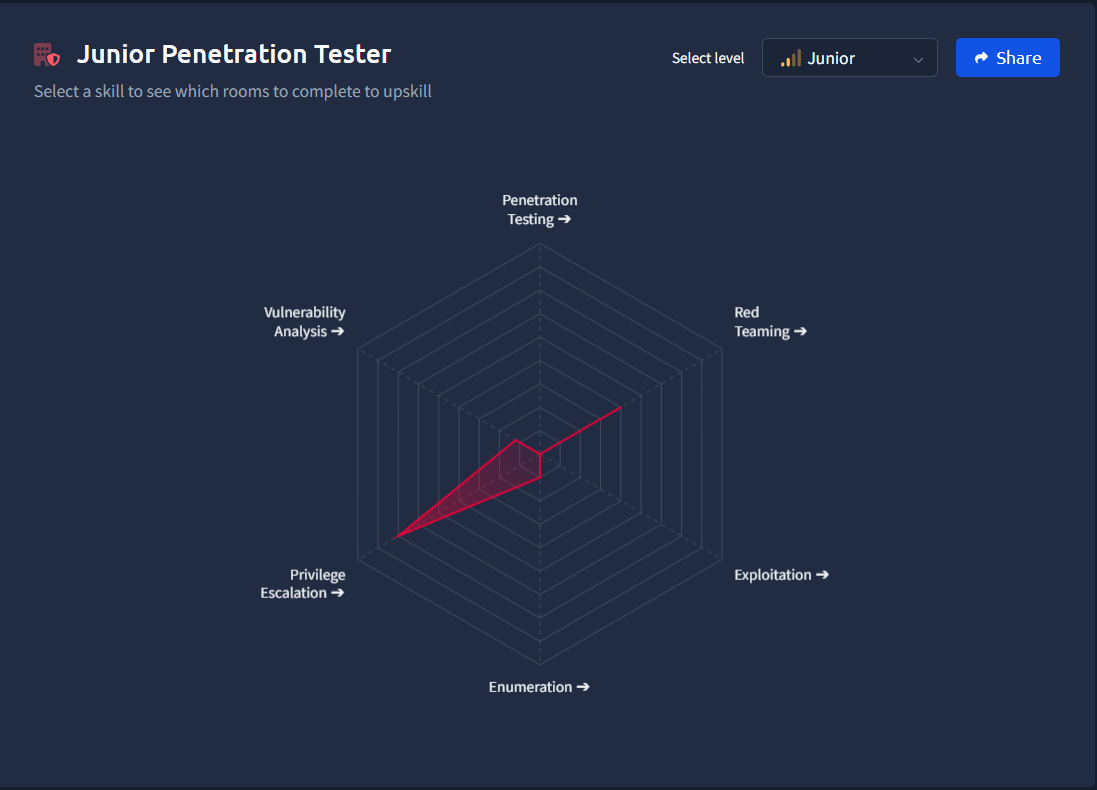 Junior Penetration Tester
Select level
Junior
Share
Select a skill to see which rooms to complete to upskill
Penetration
Testing ➔
Vulnerability
Analysis ➔
Red
Teaming ➔
Privilege
Escalation ➔
Exploitation ➔
Enumeration ➔